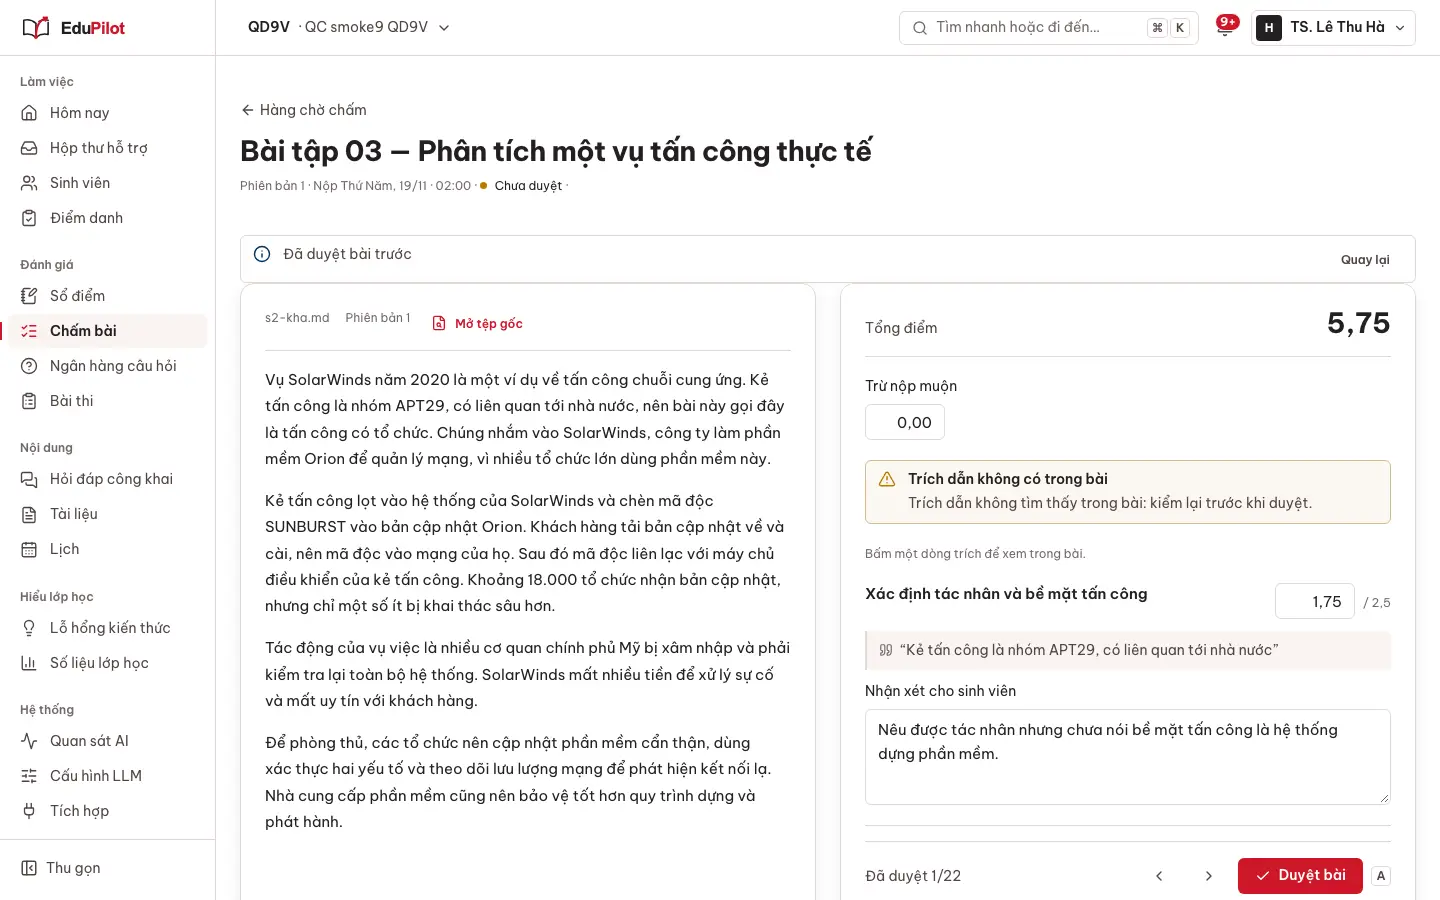 EduPilot
QD9V · QC smoke9 QD9V
Tìm nhanh hoặc đi đến... ⌘ K
9+
H TS. Lê Thu Hà
Làm việc
Hôm nay
Hộp thư hỗ trợ
Sinh viên
Điểm danh
Đánh giá
Sổ điểm
Chấm bài
Ngân hàng câu hỏi
Bài thi
Nội dung
Hỏi đáp công khai
Tài liệu
Lịch
Hiểu lớp học
Lỗ hổng kiến thức
Số liệu lớp học
Hệ thống
Quan sát AI
Cấu hình LLM
Tích hợp
Thu gọn
← Hàng chờ chấm
Bài tập 03 — Phân tích một vụ tấn công thực tế
Phiên bản 1 · Nộp Thứ Năm, 19/11 · 02:00 · Chưa duyệt ·
Đã duyệt bài trước
Quay lại
s2-kha.md Phiên bản 1 Mở tệp gốc
Vụ SolarWinds năm 2020 là một ví dụ về tấn công chuỗi cung ứng. Kẻ
tấn công là nhóm APT29, có liên quan tới nhà nước, nên bài này gọi đây
là tấn công có tổ chức. Chúng nhắm vào SolarWinds, công ty làm phần
mềm Orion để quản lý mạng, vì nhiều tổ chức lớn dùng phần mềm này.
Kẻ tấn công lọt vào hệ thống của SolarWinds và chèn mã độc
SUNBURST vào bản cập nhật Orion. Khách hàng tải bản cập nhật về và
cài, nên mã độc vào mạng của họ. Sau đó mã độc liên lạc với máy chủ
điều khiển của kẻ tấn công. Khoảng 18.000 tổ chức nhận bản cập nhật,
nhưng chỉ một số ít bị khai thác sâu hơn.
Tác động của vụ việc là nhiều cơ quan chính phủ Mỹ bị xâm nhập và phải
kiểm tra lại toàn bộ hệ thống. SolarWinds mất nhiều tiền để xử lý sự cố
và mất uy tín với khách hàng.
Để phòng thủ, các tổ chức nên cập nhật phần mềm cẩn thận, dùng
xác thực hai yếu tố và theo dõi lưu lượng mạng để phát hiện kết nối lạ.
Nhà cung cấp phần mềm cũng nên bảo vệ tốt hơn quy trình dựng và
phát hành.
Tổng điểm 5,75
Trừ nộp muộn
0,00
Trích dẫn không có trong bài
Trích dẫn không tìm thấy trong bài: kiểm lại trước khi duyệt.
Bấm một dòng trích để xem trong bài.
Xác định tác nhân và bề mặt tấn công 1,75 / 2,5
“Kẻ tấn công là nhóm APT29, có liên quan tới nhà nước”
Nhận xét cho sinh viên
Nêu được tác nhân nhưng chưa nói bề mặt tấn công là hệ thống
dựng phần mềm.
Đã duyệt 1/22 Duyệt bài A